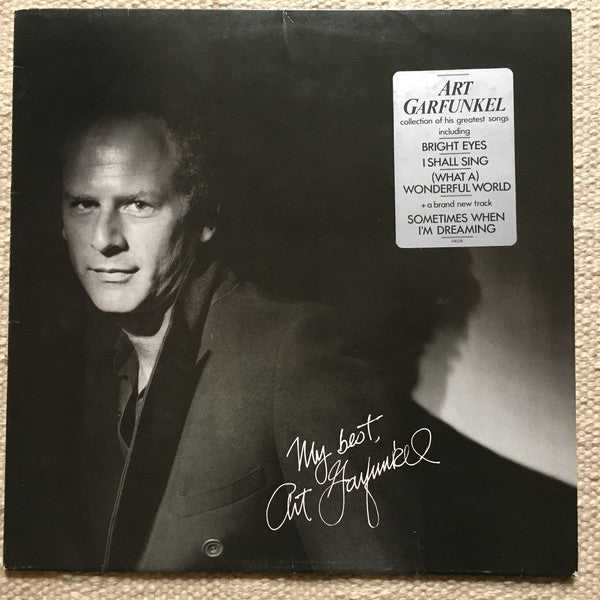 ART
GARFUNKEL
collection of his greatest songs
including
BRIGHT EYES
I SHALL SING
(WHAT A)
WONDERFUL WORLD
+ a brand new track
SOMETIMES WHEN
I'M DREAMING
My best,
Art Garfunkel